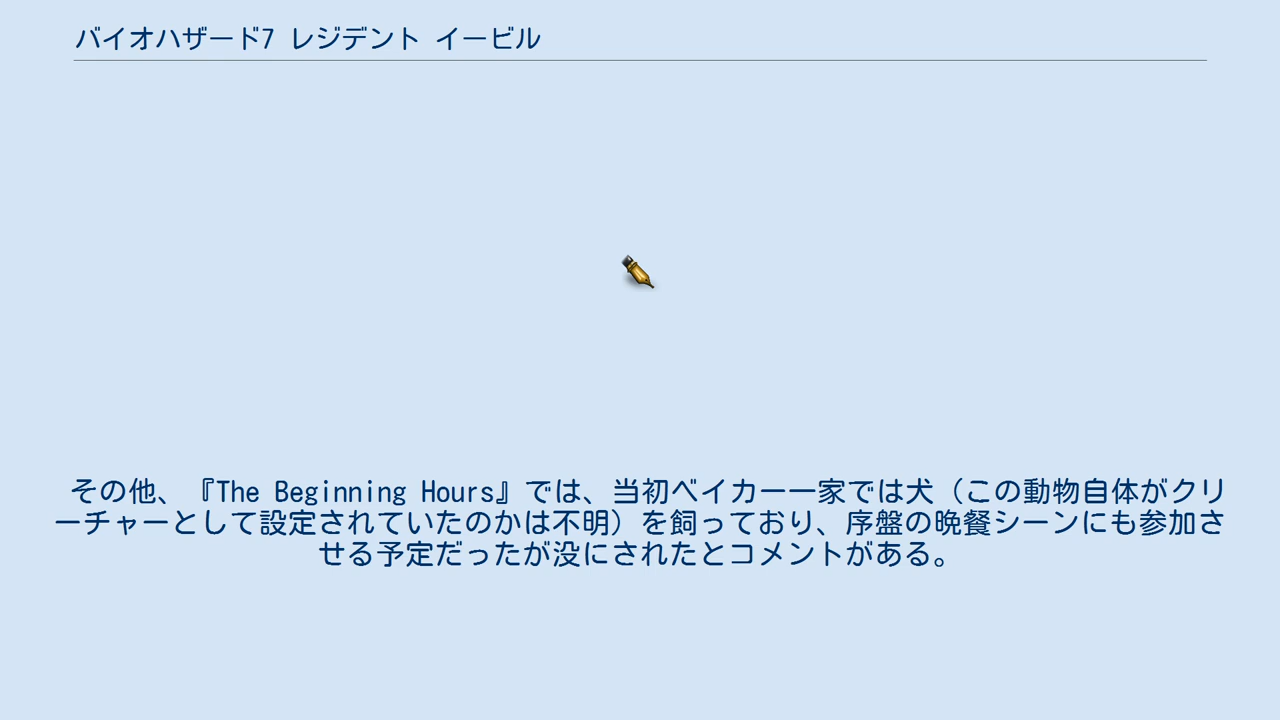 バイオハザード7 レジデント イービル
その他、『The Beginning Hours』では、当初ベイカー一家では犬（この動物自体がクリ
ーチャーとして設定されていたのかは不明）を飼っており、序盤の晩餐シーンにも参加さ
せる予定だったが没にされたとコメントがある。